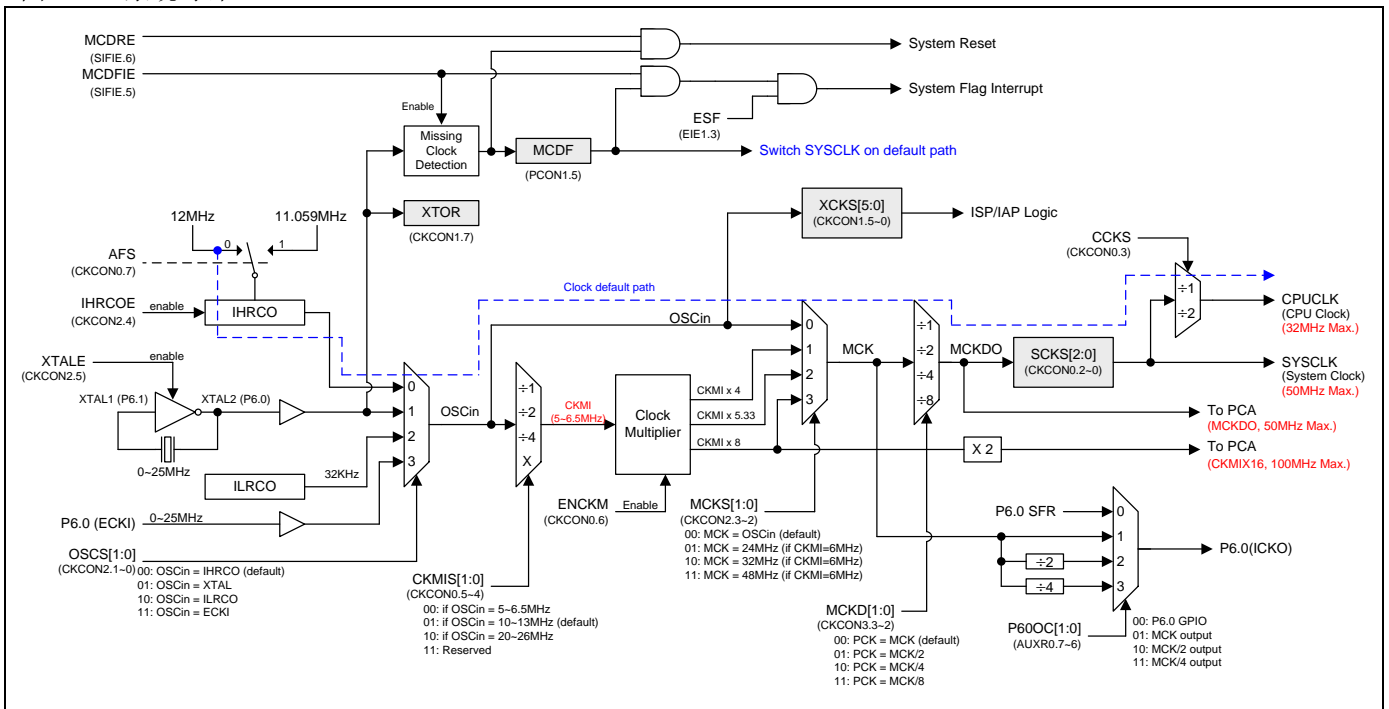 MCDRE
(SIFIE.6)
System Reset
MCDFIE
(SIFIE.5)
System Flag Interrupt
ESF
(EIE1.3)
Enable
Missing
Clock
Detection
MCDF
(PCON1.5)
Switch SYSCLK on default path
XTOR
(CKCON1.7)
XCKS[5:0]
(CKCON1.5~0)
ISP/IAP Logic
12MHz
11.059MHz
0
1
AFS
(CKCON0.7)
CCKS
(CKCON0.3)
IHRCOE
(CKCON2.4)
enable
IHRCO
Clock default path
÷1
÷2
CPUCLK
(CPU Clock)
(32MHz Max.)
XTALE
(CKCON2.5)
enable
XTAL1 (P6.1)
XTAL2 (P6.0)
0~25MHz
ILRCO
32KHz
P6.0 (ECKI)
0~25MHz
0
1
2
3
OSCin
OSCin
÷1
÷2
÷4
X
CKMI
(5~6.5MHz)
Clock
Multiplier
CKMI x 4
CKMI x 5.33
CKMI x 8
0
1
2
3
MCK
÷1
÷2
÷4
÷8
MCKDO
SCKS[2:0]
(CKCON0.2~0)
SYSCLK
(System Clock)
(50MHz Max.)
To PCA
(MCKDO, 50MHz Max.)
X 2
To PCA
(CKMIX16, 100MHz Max.)
OSCS[1:0]
(CKCON2.1~0)
00: OSCin = IHRCO (default)
01: OSCin = XTAL
10: OSCin = ILRCO
11: OSCin = ECKI
CKMIS[1:0]
(CKCON0.5~4)
00: if OSCin = 5~6.5MHz
01: if OSCin = 10~13MHz (default)
10: if OSCin = 20~26MHz
11: Reserved
ENCKM
(CKCON0.6)
Enable
MCKS[1:0]
(CKCON2.3~2)
00: MCK = OSCin (default)
01: MCK = 24MHz (if CKMI=6MHz)
10: MCK = 32MHz (if CKMI=6MHz)
11: MCK = 48MHz (if CKMI=6MHz)
MCKD[1:0]
(CKCON3.3~2)
00: PCK = MCK (default)
01: PCK = MCK/2
10: PCK = MCK/4
11: PCK = MCK/8
P6.0 SFR
÷2
÷4
0
1
2
3
P6.0(ICKO)
P60OC[1:0]
(AUXR0.7~6)
00: P6.0 GPIO
01: MCK output
10: MCK/2 output
11: MCK/4 output